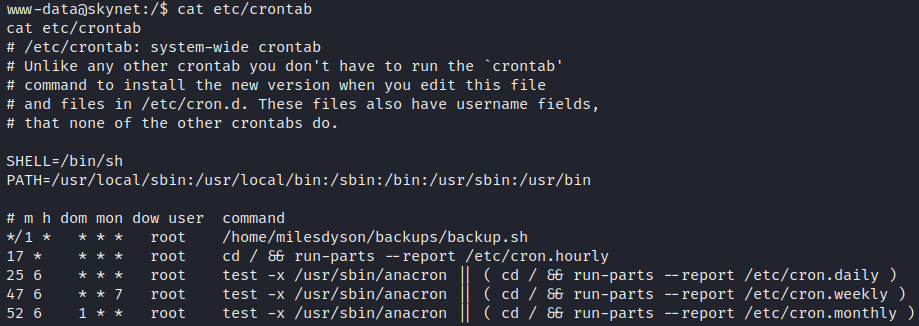 www-data@skynet:/$ cat etc/crontab
cat etc/crontab
# /etc/crontab: system-wide crontab
# Unlike any other crontab you don't have to run the `crontab'
# command to install the new version when you edit this file
# and files in /etc/cron.d. These files also have username fields,
# that none of the other crontabs do.

SHELL=/bin/sh
PATH=/usr/local/sbin:/usr/local/bin:/sbin:/bin:/usr/sbin:/usr/bin

# m h dom mon dow user  command
*/1 *   * * *   root    /home/milesdyson/backups/backup.sh
17 *    * * *   root    cd / && run-parts --report /etc/cron.hourly
25 6    * * *   root    test -x /usr/sbin/anacron || ( cd / && run-parts --report /etc/cron.daily )
47 6    * * 7   root    test -x /usr/sbin/anacron || ( cd / && run-parts --report /etc/cron.weekly )
52 6    1 * *   root    test -x /usr/sbin/anacron || ( cd / && run-parts --report /etc/cron.monthly )